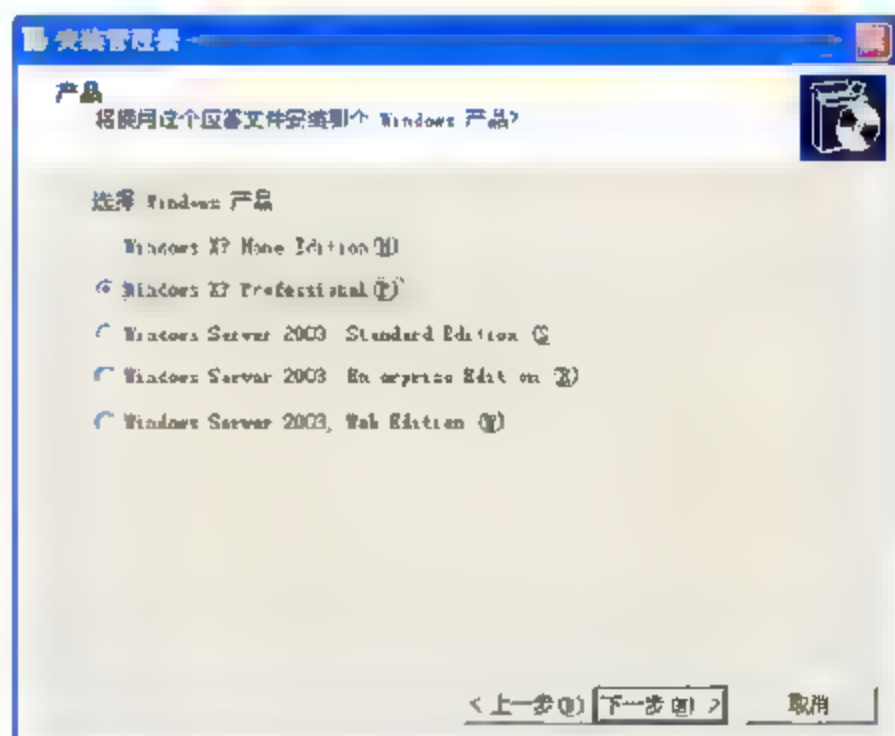 安装管理器
产品
将使用这个应答文件安装哪个 Windows 产品?
选择 Windows 产品
Windows XP Home Edition(H)
Windows XP Professional(P)
Windows Server 2003 Standard Edition (S
Windows Server 2003 Enterprise Edition (X)
Windows Server 2003, Web Edition (W)
< 上一步(B) 下一步(N) > 取消